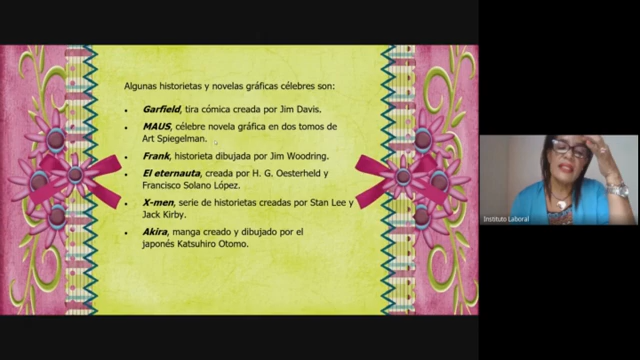 Algunas historietas y novelas gráficas célebres son:
• Garfield, tira cómica creada por Jim Davis.
• MAUS, célebre novela gráfica en dos tomos de
Art Spiegelman.
• Frank, historieta dibujada por Jim Woodring.
• El eternauta, creada por H. G. Oesterheld y
Francisco Solano López.
• X-men, serie de historietas creadas por Stan Lee y
Jack Kirby.
• Akira, manga creado y dibujado por el
japonés Katsuhiro Otomo.
Instituto Laboral